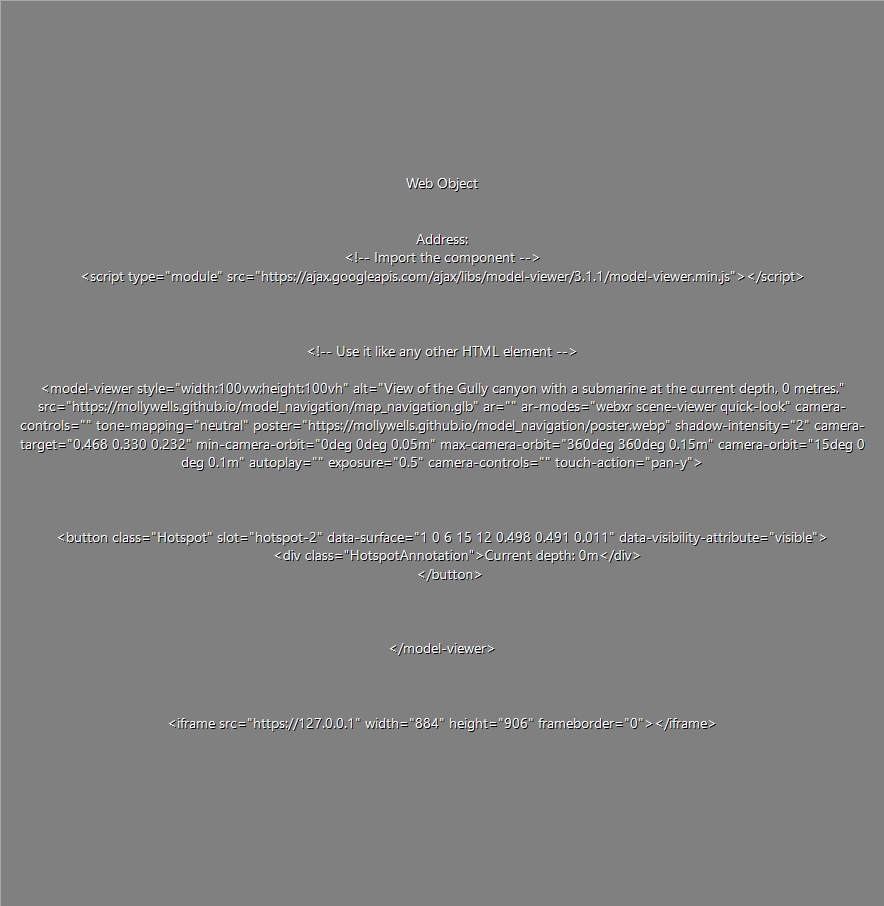 Web Object
Address:
<!-- Import the component -->
<script type="module" src="https://ajax.googleapis.com/ajax/libs/model-viewer/3.1.1/model-viewer.min.js"></script>
<!-- Use it like any other HTML element -->
<model-viewer style="width:100vw;height:100vh" alt="View of the Gully canyon with a submarine at the current depth, 0 metres."
src="https://mollywells.github.io/model_navigation/map_navigation.glb" ar="" ar-modes="webxr scene-viewer quick-look" camera-
controls="" tone-mapping="neutral" poster="https://mollywells.github.io/model_navigation/poster.webp" shadow-intensity="2" camera-
target="0.468 0.330 0.232" min-camera-orbit="0deg 0deg 0.05m" max-camera-orbit="360deg 360deg 0.15m" camera-orbit="15deg 0
deg 0.1m" autoplay="" exposure="0.5" camera-controls="" touch-action="pan-y">
<button class="Hotspot" slot="hotspot-2" data-surface="1 0 6 15 12 0.498 0.491 0.011" data-visibility-attribute="visible">
<div class="HotspotAnnotation">Current depth: 0m</div>
</button>
</model-viewer>
<iframe src="https://127.0.0.1" width="884" height="906" frameborder="0"></iframe>